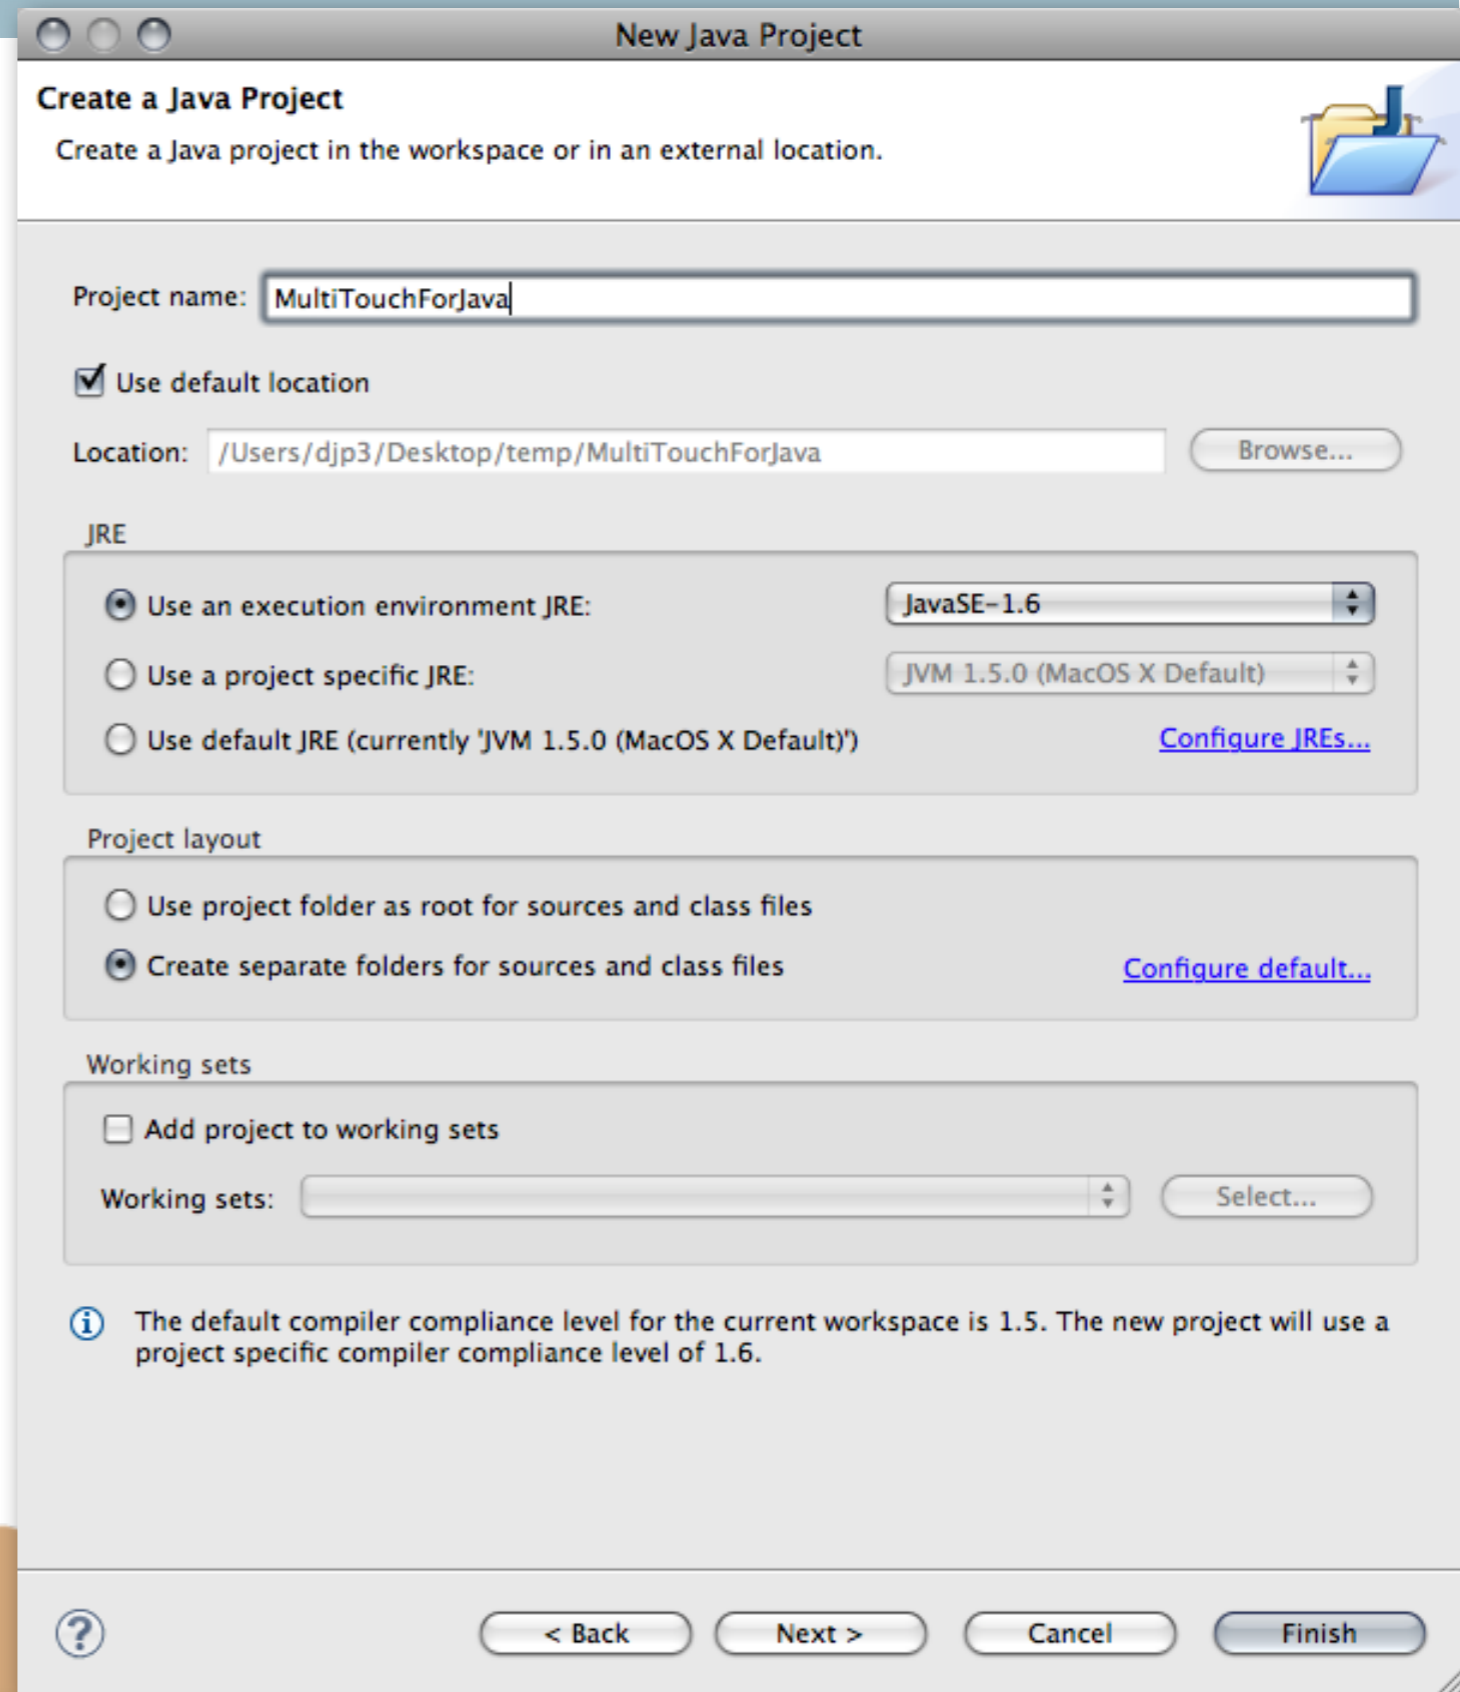 New Java Project
Create a Java Project
Create a Java project in the workspace or in an external location.
Project name: MultiTouchForJava
Use default location
Location: /Users/djp3/Desktop/temp/MultiTouchForJava Browse...
JRE
Use an execution environment JRE: JavaSE-1.6
Use a project specific JRE: JVM 1.5.0 (MacOS X Default)
Use default JRE (currently 'JVM 1.5.0 (MacOS X Default)') Configure JREs...
Project layout
Use project folder as root for sources and class files
Create separate folders for sources and class files Configure default...
Working sets
Add project to working sets
Working sets: Select...
The default compiler compliance level for the current workspace is 1.5. The new project will use a
project specific compiler compliance level of 1.6.
? < Back Next > Cancel Finish